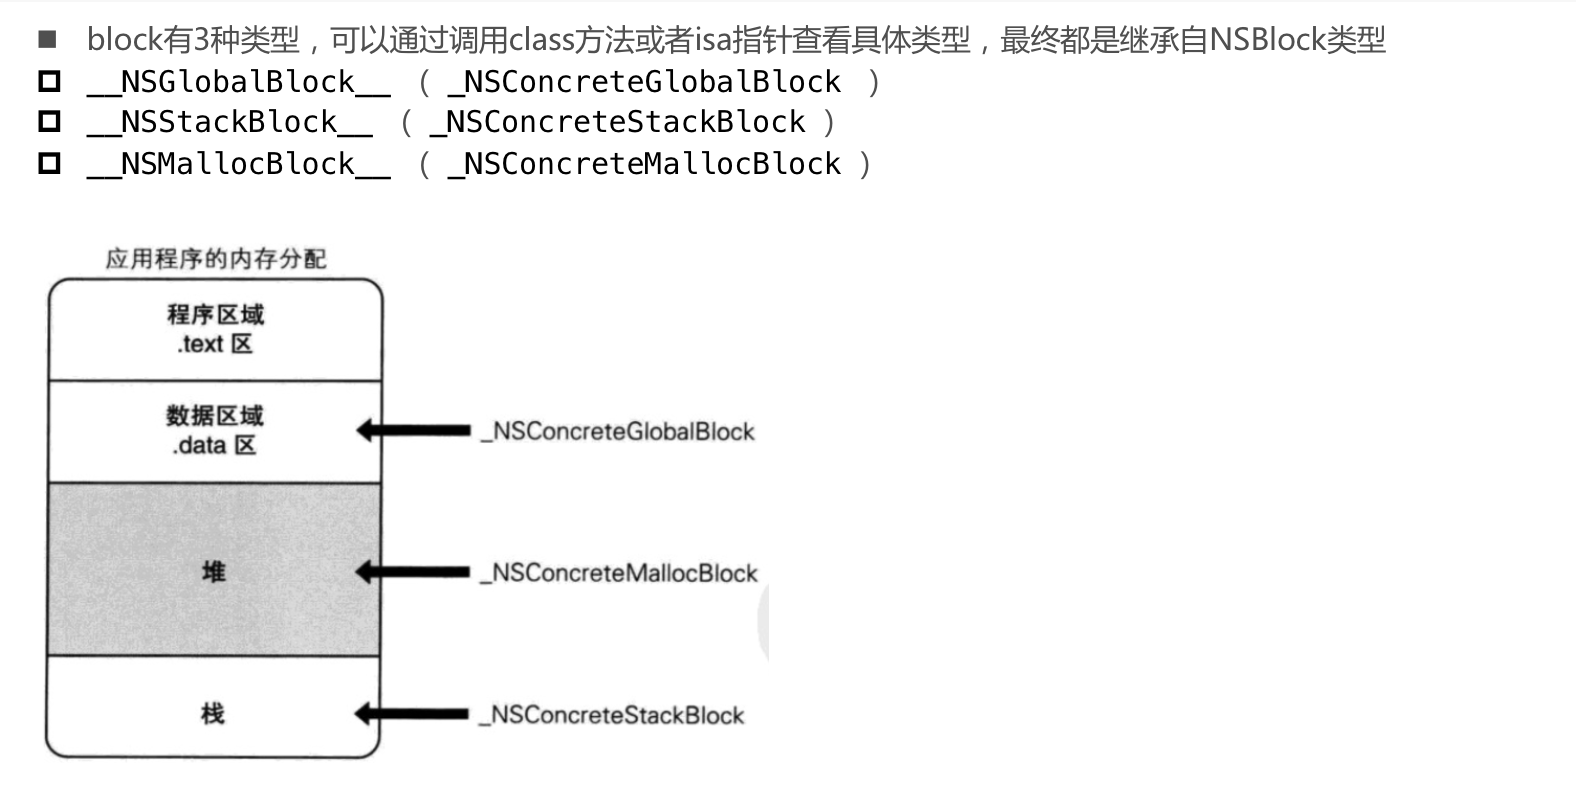 block有3种类型，可以通过调用class方法或者isa指针查看具体类型，最终都是继承自NSBlock类型
__NSGlobalBlock__ （ _NSConcreteGlobalBlock ）
__NSStackBlock__ （ _NSConcreteStackBlock ）
__NSMallocBlock__ （ _NSConcreteMallocBlock ）
应用程序的内存分配
程序区域
.text 区
数据区域
.data 区
_NSConcreteGlobalBlock
堆
_NSConcreteMallocBlock
栈
_NSConcreteStackBlock